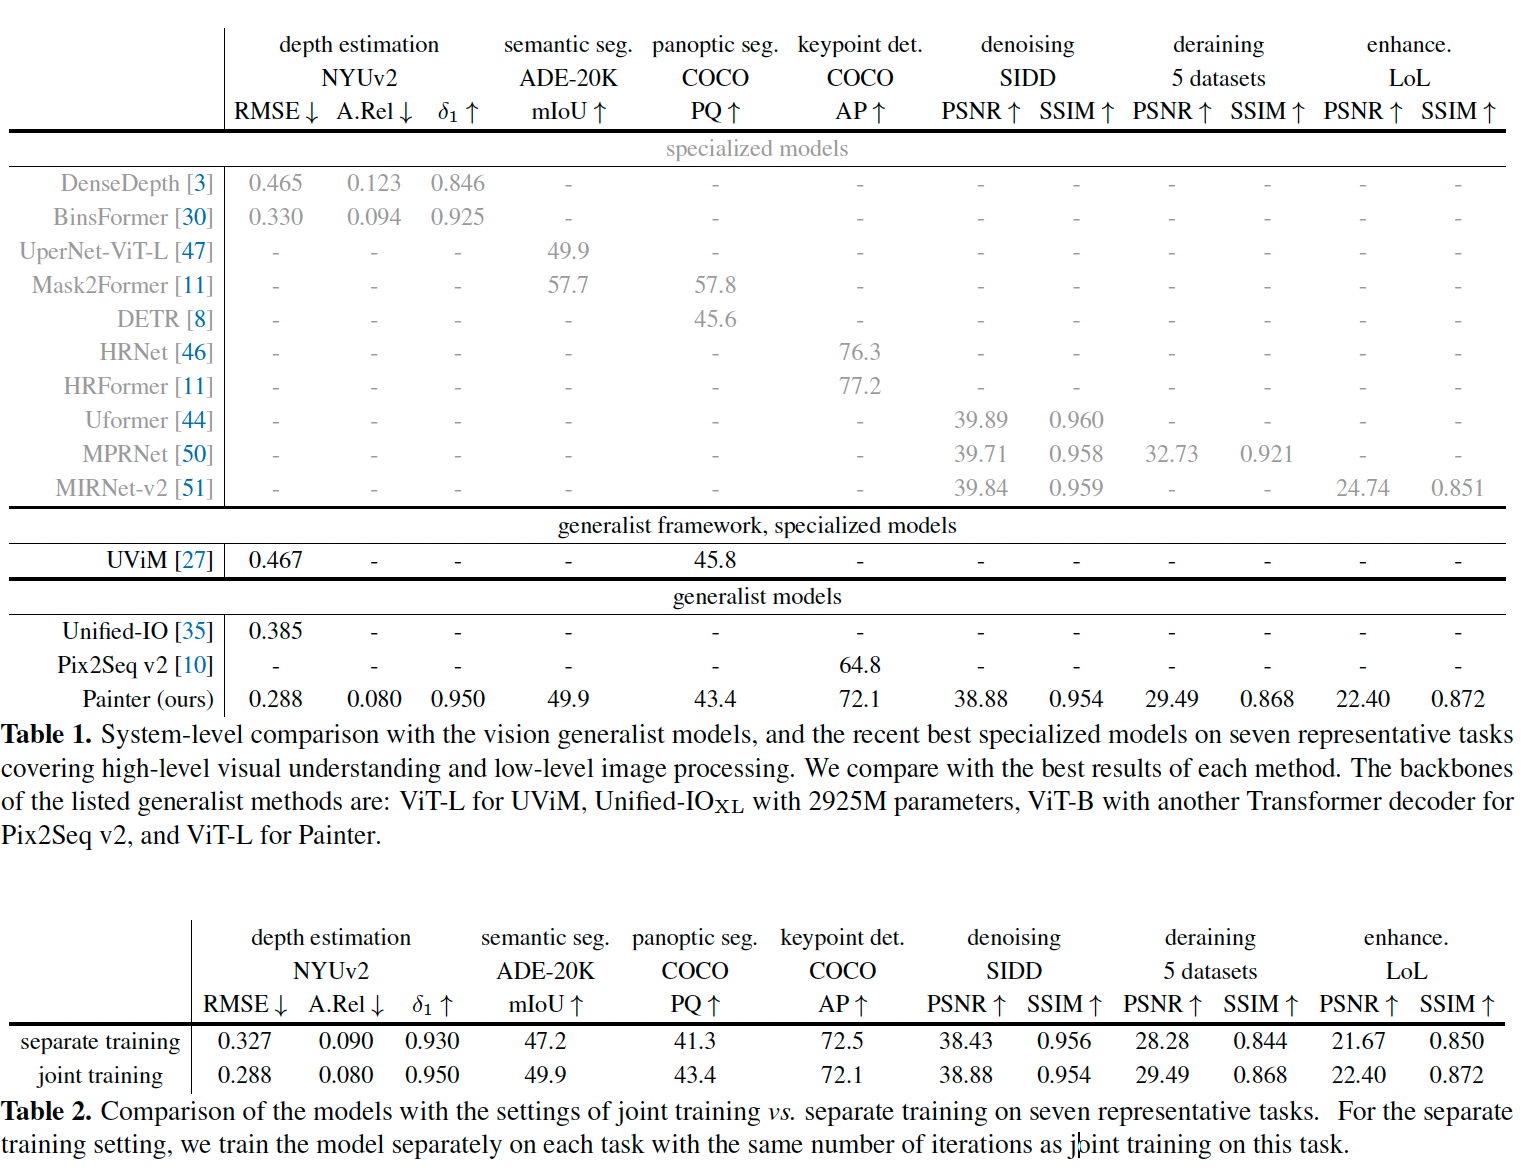 depth estimation semantic seg. panoptic seg. keypoint det. denoising deraining enhance.
NYUv2 ADE-20K COCO COCO SIDD 5 datasets LoL
RMSE ↓ A.Rel ↓ δ1 ↑ mIoU ↑ PQ ↑ AP ↑ PSNR ↑ SSIM ↑ PSNR ↑ SSIM ↑ PSNR ↑ SSIM ↑
specialized models
DenseDepth [3] 0.465 0.123 0.846 - - - - - - - - -
BinsFormer [30] 0.330 0.094 0.925 - - - - - - - - -
UperNet-ViT-L [47] - - - 49.9 - - - - - - - -
Mask2Former [11] - - - 57.7 57.8 - - - - - - -
DETR [8] - - - - 45.6 - - - - - - -
HRNet [46] - - - - - 76.3 - - - - - -
HRFormer [11] - - - - - 77.2 - - - - - -
Uformer [44] - - - - - - 39.89 0.960 - - - -
MPRNet [50] - - - - - - 39.71 0.958 32.73 0.921 - -
MIRNet-v2 [51] - - - - - - 39.84 0.959 - - 24.74 0.851
generalist framework, specialized models
UViM [27] 0.467 - - - 45.8 - - - - - - -
generalist models
Unified-IO [35] 0.385 - - - - - - - - - - -
Pix2Seq v2 [10] - - - - - 64.8 - - - - - -
Painter (ours) 0.288 0.080 0.950 49.9 43.4 72.1 38.88 0.954 29.49 0.868 22.40 0.872
Table 1. System-level comparison with the vision generalist models, and the recent best specialized models on seven representative tasks
covering high-level visual understanding and low-level image processing. We compare with the best results of each method. The backbones
of the listed generalist methods are: ViT-L for UViM, Unified-IOXL with 2925M parameters, ViT-B with another Transformer decoder for
Pix2Seq v2, and ViT-L for Painter.
depth estimation semantic seg. panoptic seg. keypoint det. denoising deraining enhance.
NYUv2 ADE-20K COCO COCO SIDD 5 datasets LoL
RMSE ↓ A.Rel ↓ δ1 ↑ mIoU ↑ PQ ↑ AP ↑ PSNR ↑ SSIM ↑ PSNR ↑ SSIM ↑ PSNR ↑ SSIM ↑
separate training 0.327 0.090 0.930 47.2 41.3 72.5 38.43 0.956 28.28 0.844 21.67 0.850
joint training 0.288 0.080 0.950 49.9 43.4 72.1 38.88 0.954 29.49 0.868 22.40 0.872
Table 2. Comparison of the models with the settings of joint training vs. separate training on seven representative tasks. For the separate
training setting, we train the model separately on each task with the same number of iterations as joint training on this task.